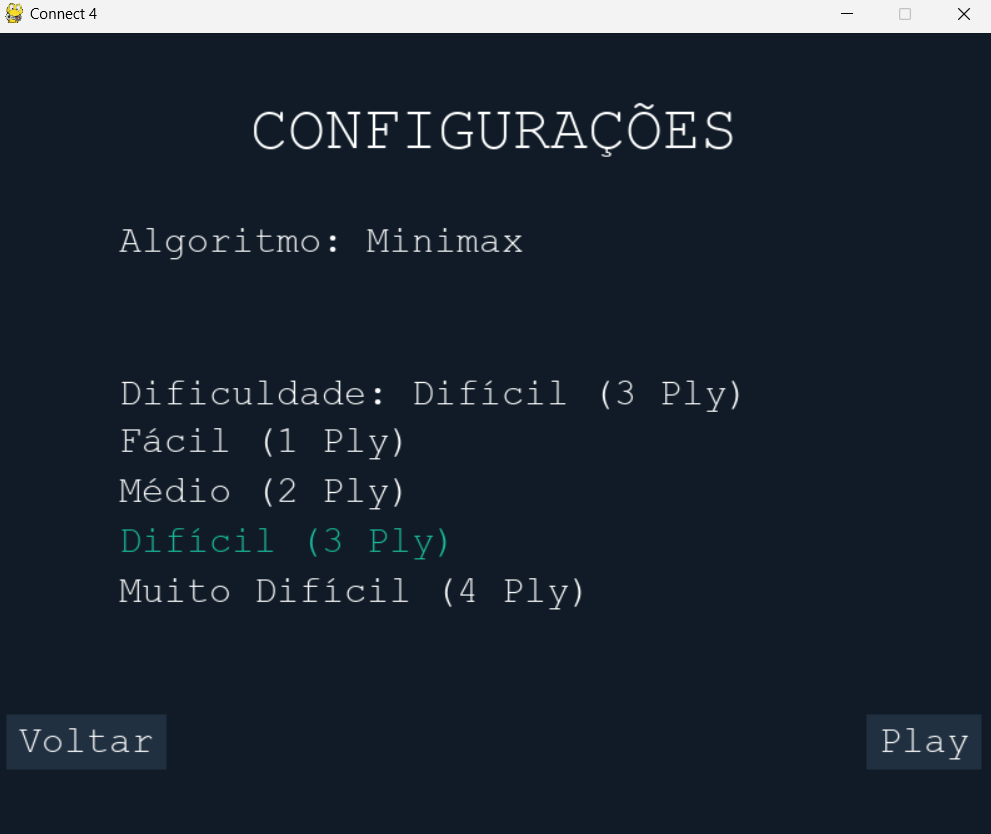 Connect 4
CONFIGURAÇÕES
Algoritmo: Minimax
Dificuldade: Difícil (3 Ply)
Fácil (1 Ply)
Médio (2 Ply)
Difícil (3 Ply)
Muito Difícil (4 Ply)
Voltar
Play